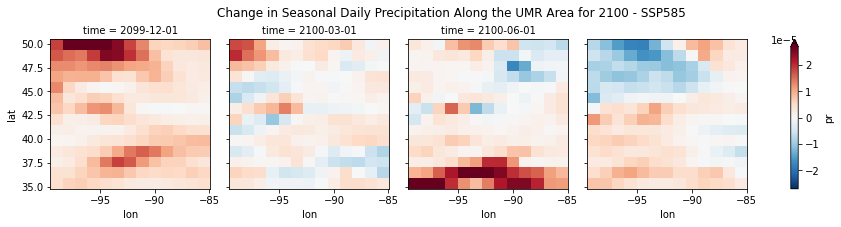 Change in Seasonal Daily Precipitation Along the UMR Area for 2100 - SSP585
time = 2099-12-01 time = 2100-03-01 time = 2100-06-01
1e−5
50.0
47.5
45.0
42.5
40.0
37.5
35.0
lat
−95 −90 −85 −95 −90 −85 −95 −90 −85 −95 −90 −85
lon lon lon lon
2
1
0
−1
−2
pr